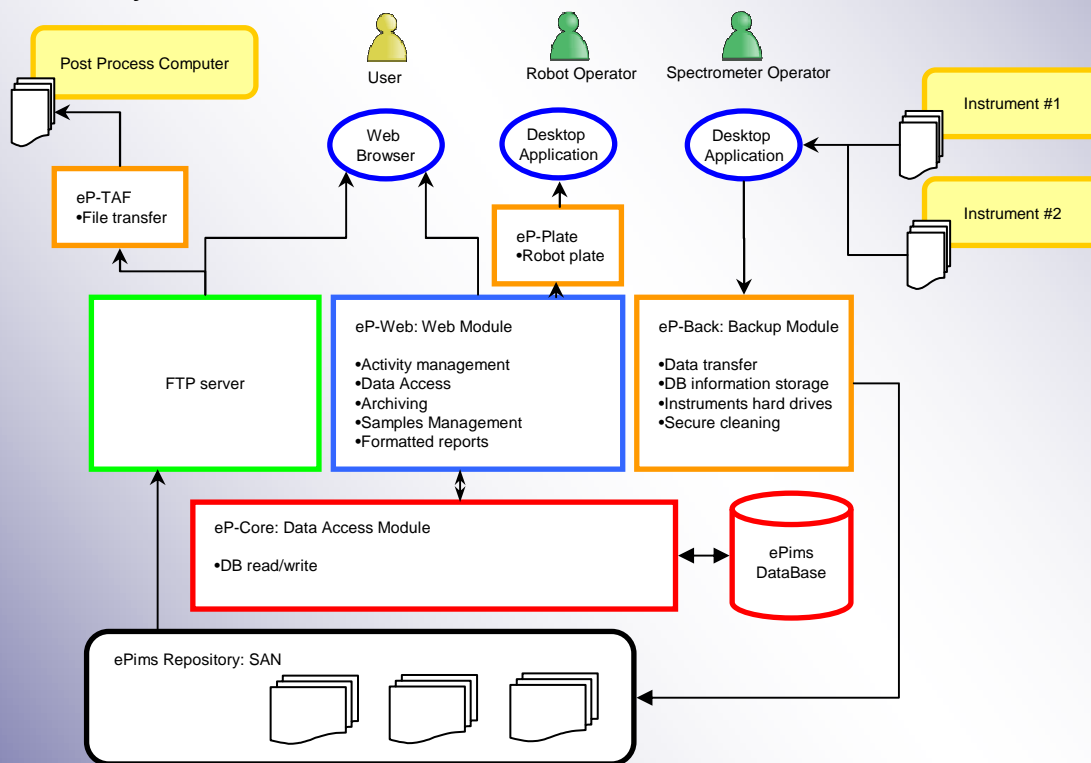 Post Process Computer
User
Robot Operator
Spectrometer Operator
Instrument #1
Web
Browser
Desktop
Application
Desktop
Application
eP-TAF
•File transfer
Instrument #2
eP-Plate
•Robot plate
FTP server
eP-Web: Web Module
•Activity management
•Data Access
•Archiving
•Samples Management
•Formatted reports
eP-Back: Backup Module
•Data transfer
•DB information storage
•Instruments hard drives
•Secure cleaning
eP-Core: Data Access Module
•DB read/write
ePims
DataBase
ePims Repository: SAN